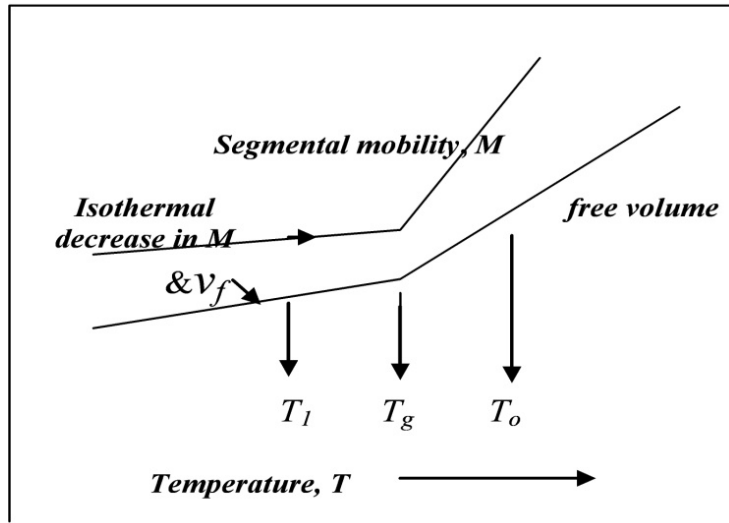 Segmental mobility, M
Isothermal
decrease in M
free volume
&v_f
T_1 T_g T_o
Temperature, T